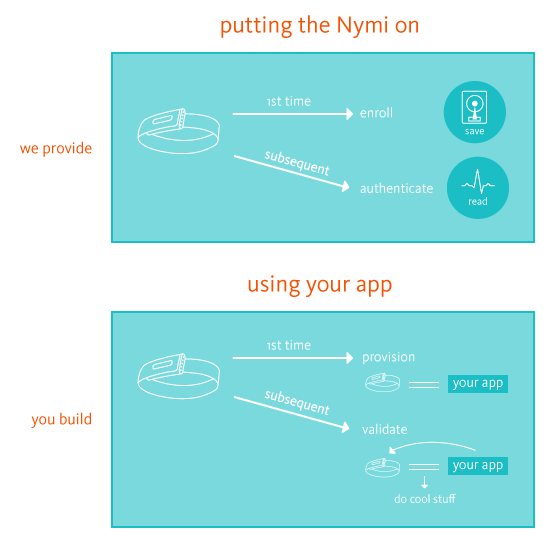 putting the Nymi on
we provide
1st time
enroll
save
subsequent
authenticate
read
using your app
you build
1st time
provision
your app
subsequent
validate
your app
do cool stuff